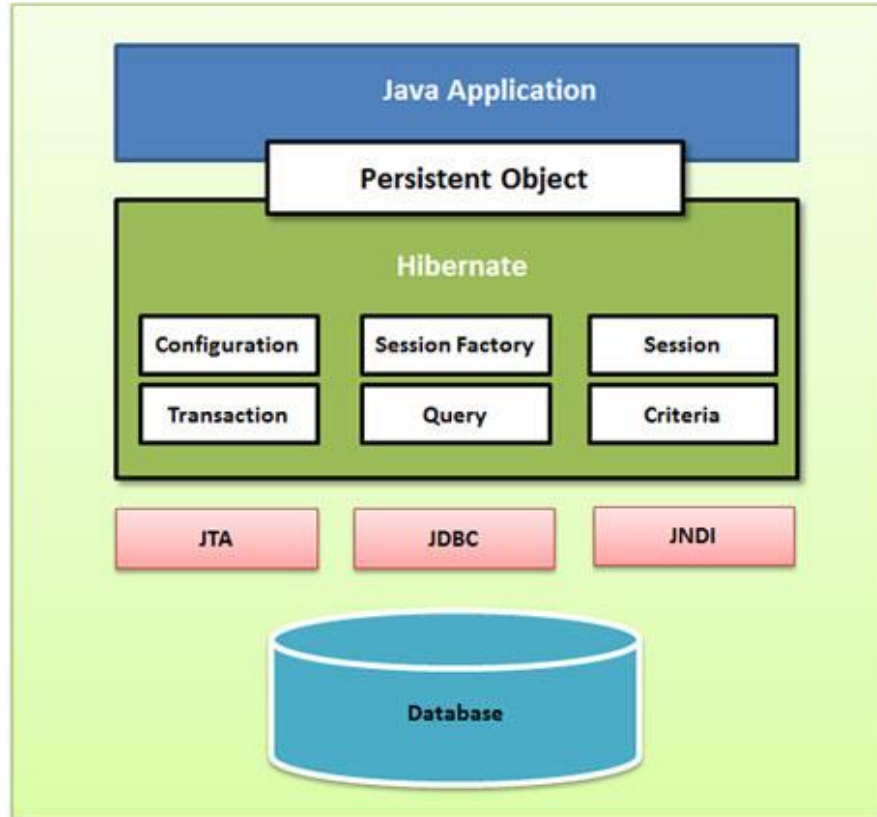 Java Application
Persistent Object
Hibernate
Configuration
Session Factory
Session
Transaction
Query
Criteria
JTA
JDBC
JNDI
Database